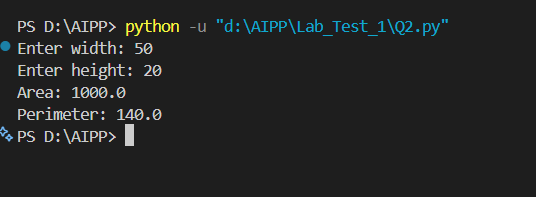 PS D:\AIPP> python -u "d:\AIPP\Lab_Test_1\Q2.py"
Enter width: 50
Enter height: 20
Area: 1000.0
Perimeter: 140.0
PS D:\AIPP>